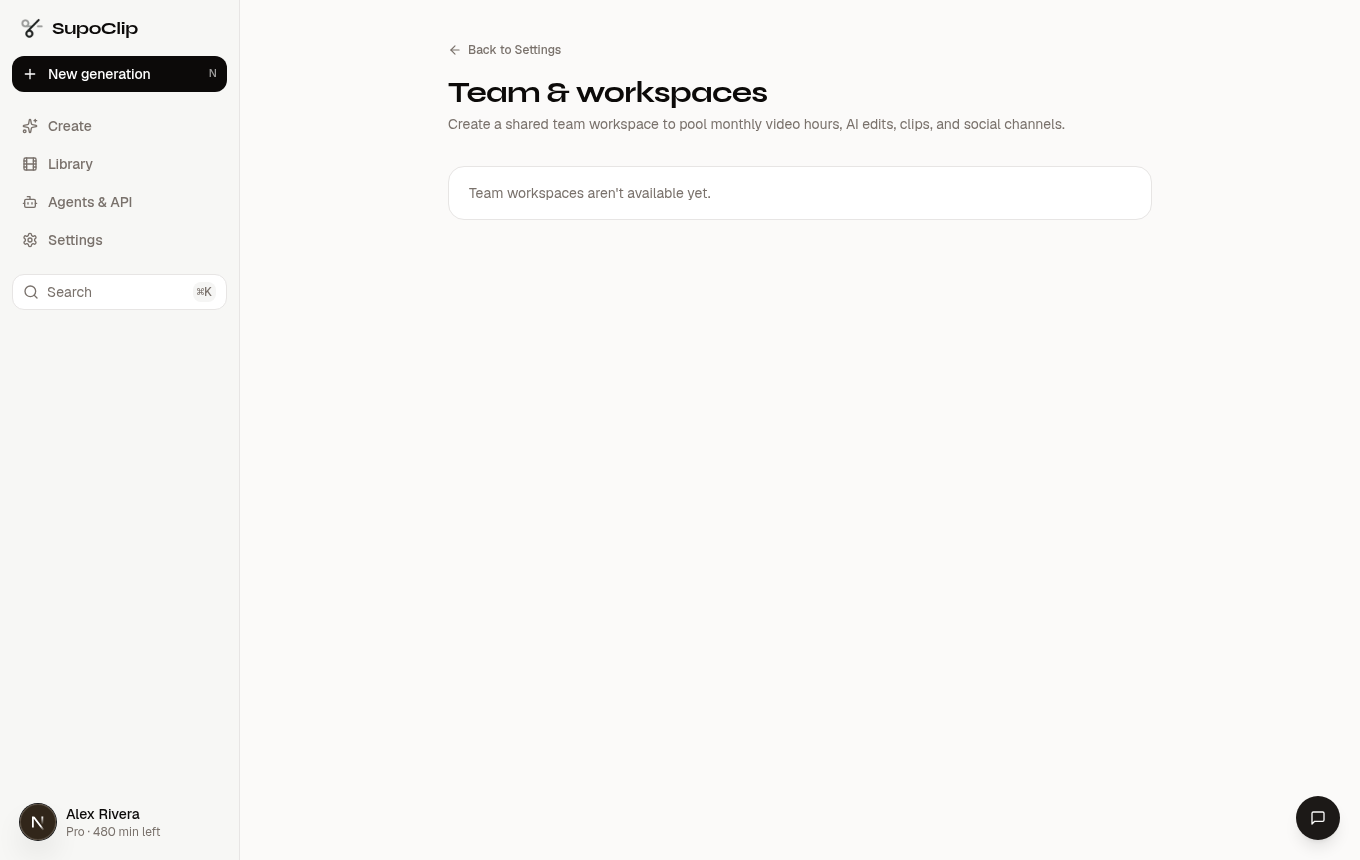 SupoClip
New generation N
Create
Library
Agents & API
Settings
Search ⌘K
Alex Rivera
Pro · 480 min left
Back to Settings
Team & workspaces
Create a shared team workspace to pool monthly video hours, AI edits, clips, and social channels.
Team workspaces aren't available yet.